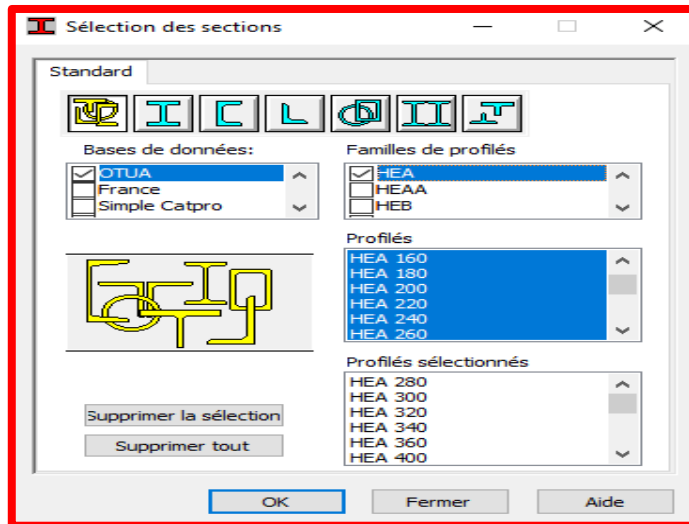 Sélection des sections
Standard
Bases de données:
OTUA
France
Simple Catpro
Familles de profilés
HEA
HEAA
HEB
Profilés
HEA 160
HEA 180
HEA 200
HEA 220
HEA 240
HEA 260
Profilés sélectionnés
HEA 280
HEA 300
HEA 320
HEA 340
HEA 360
HEA 400
Supprimer la sélection
Supprimer tout
OK
Fermer
Aide